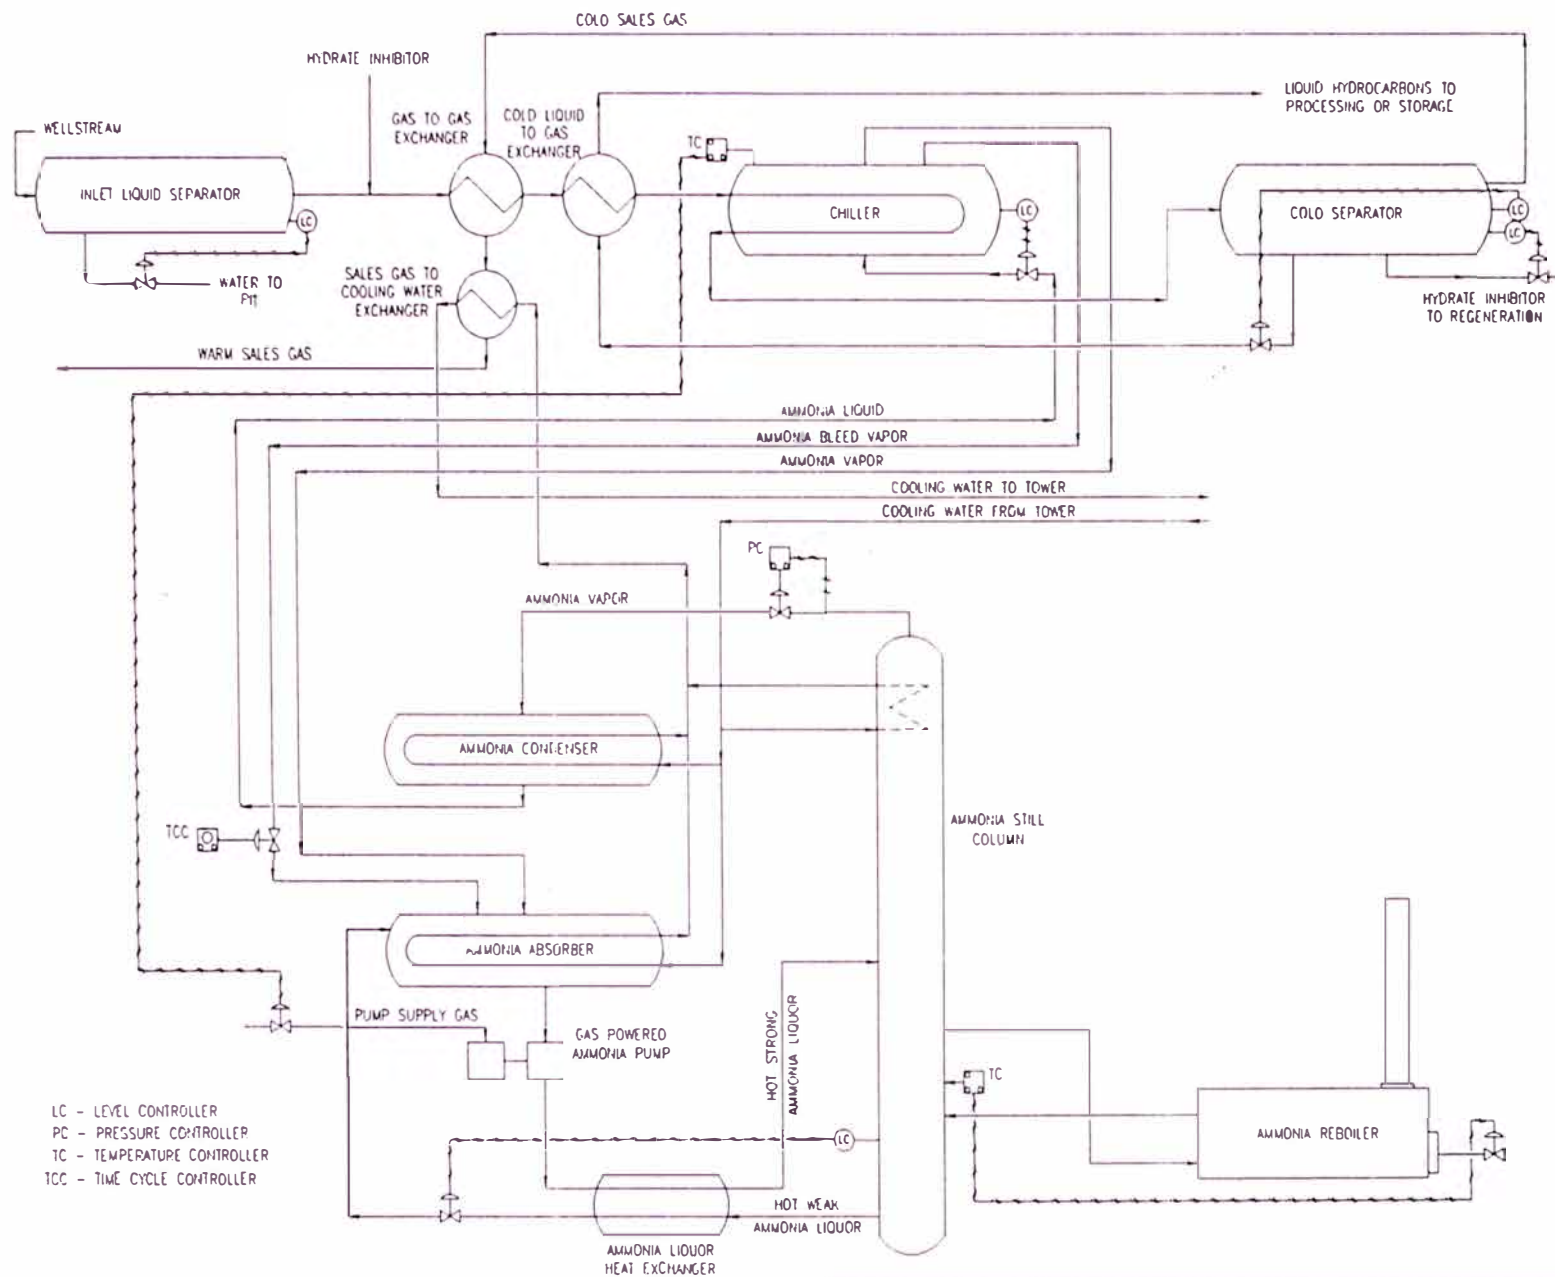 COLD SALES GAS
HYDRATE INHIBITOR
LIQUID HYDROCARBONS TO
PROCESSING OR STORAGE
GAS TO GAS
EXCHANGER
COLD LIQUID
TO GAS
EXCHANGER
WELLSTREAM
TC
INLET LIQUID SEPARATOR
CHILLER
COLD SEPARATOR
LC
LC
LC
LC
WATER TO
PIT
SALES GAS TO
COOLING WATER
EXCHANGER
HYDRATE INHIBITOR
TO REGENERATION
WARM SALES GAS
AMMONIA LIQUID
AMMONIA BLEED VAPOR
AMMONIA VAPOR
COOLING WATER TO TOWER
COOLING WATER FROM TOWER
PC
AMMONIA VAPOR
AMMONIA CONDENSER
TCC
AMMONIA STILL
COLUMN
AMMONIA ABSORBER
PUMP SUPPLY GAS
GAS POWERED
AMMONIA PUMP
HOT STRONG
AMMONIA LIQUOR
TC
AMMONIA REBOILER
LC
LC - LEVEL CONTROLLER
PC - PRESSURE CONTROLLER
TC - TEMPERATURE CONTROLLER
TCC - TIME CYCLE CONTROLLER
HOT WEAK
AMMONIA LIQUOR
AMMONIA LIQUOR
HEAT EXCHANGER